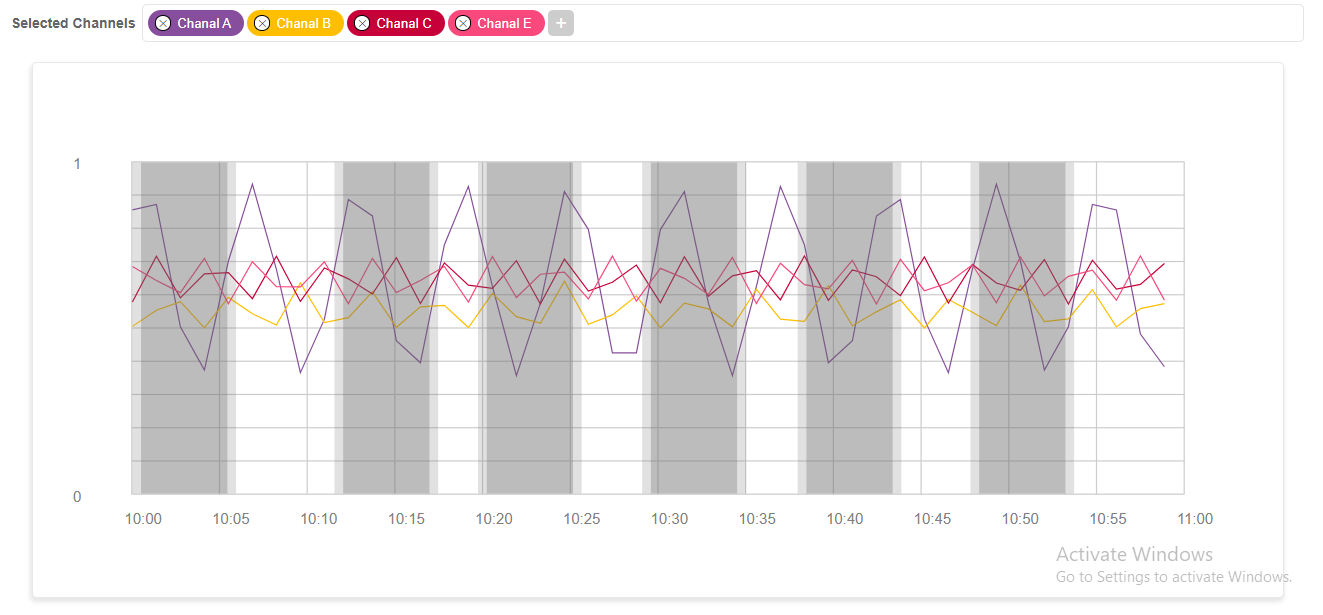 Selected Channels Chanal A Chanal B Chanal C Chanal E +
1
0
10:00 10:05 10:10 10:15 10:20 10:25 10:30 10:35 10:40 10:45 10:50 10:55 11:00
Activate Windows
Go to Settings to activate Windows.